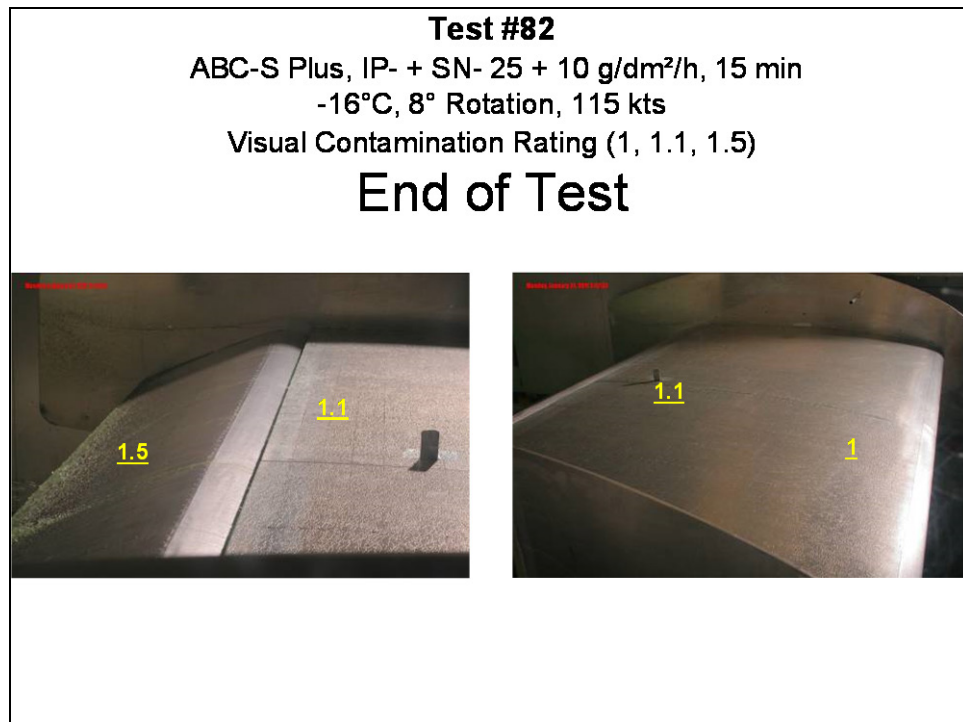 Test #82
ABC-S Plus, IP- + SN- 25 + 10 g/dm²/h, 15 min
-16°C, 8° Rotation, 115 kts
Visual Contamination Rating (1, 1.1, 1.5)
End of Test
1.5
1.1
1.1
1